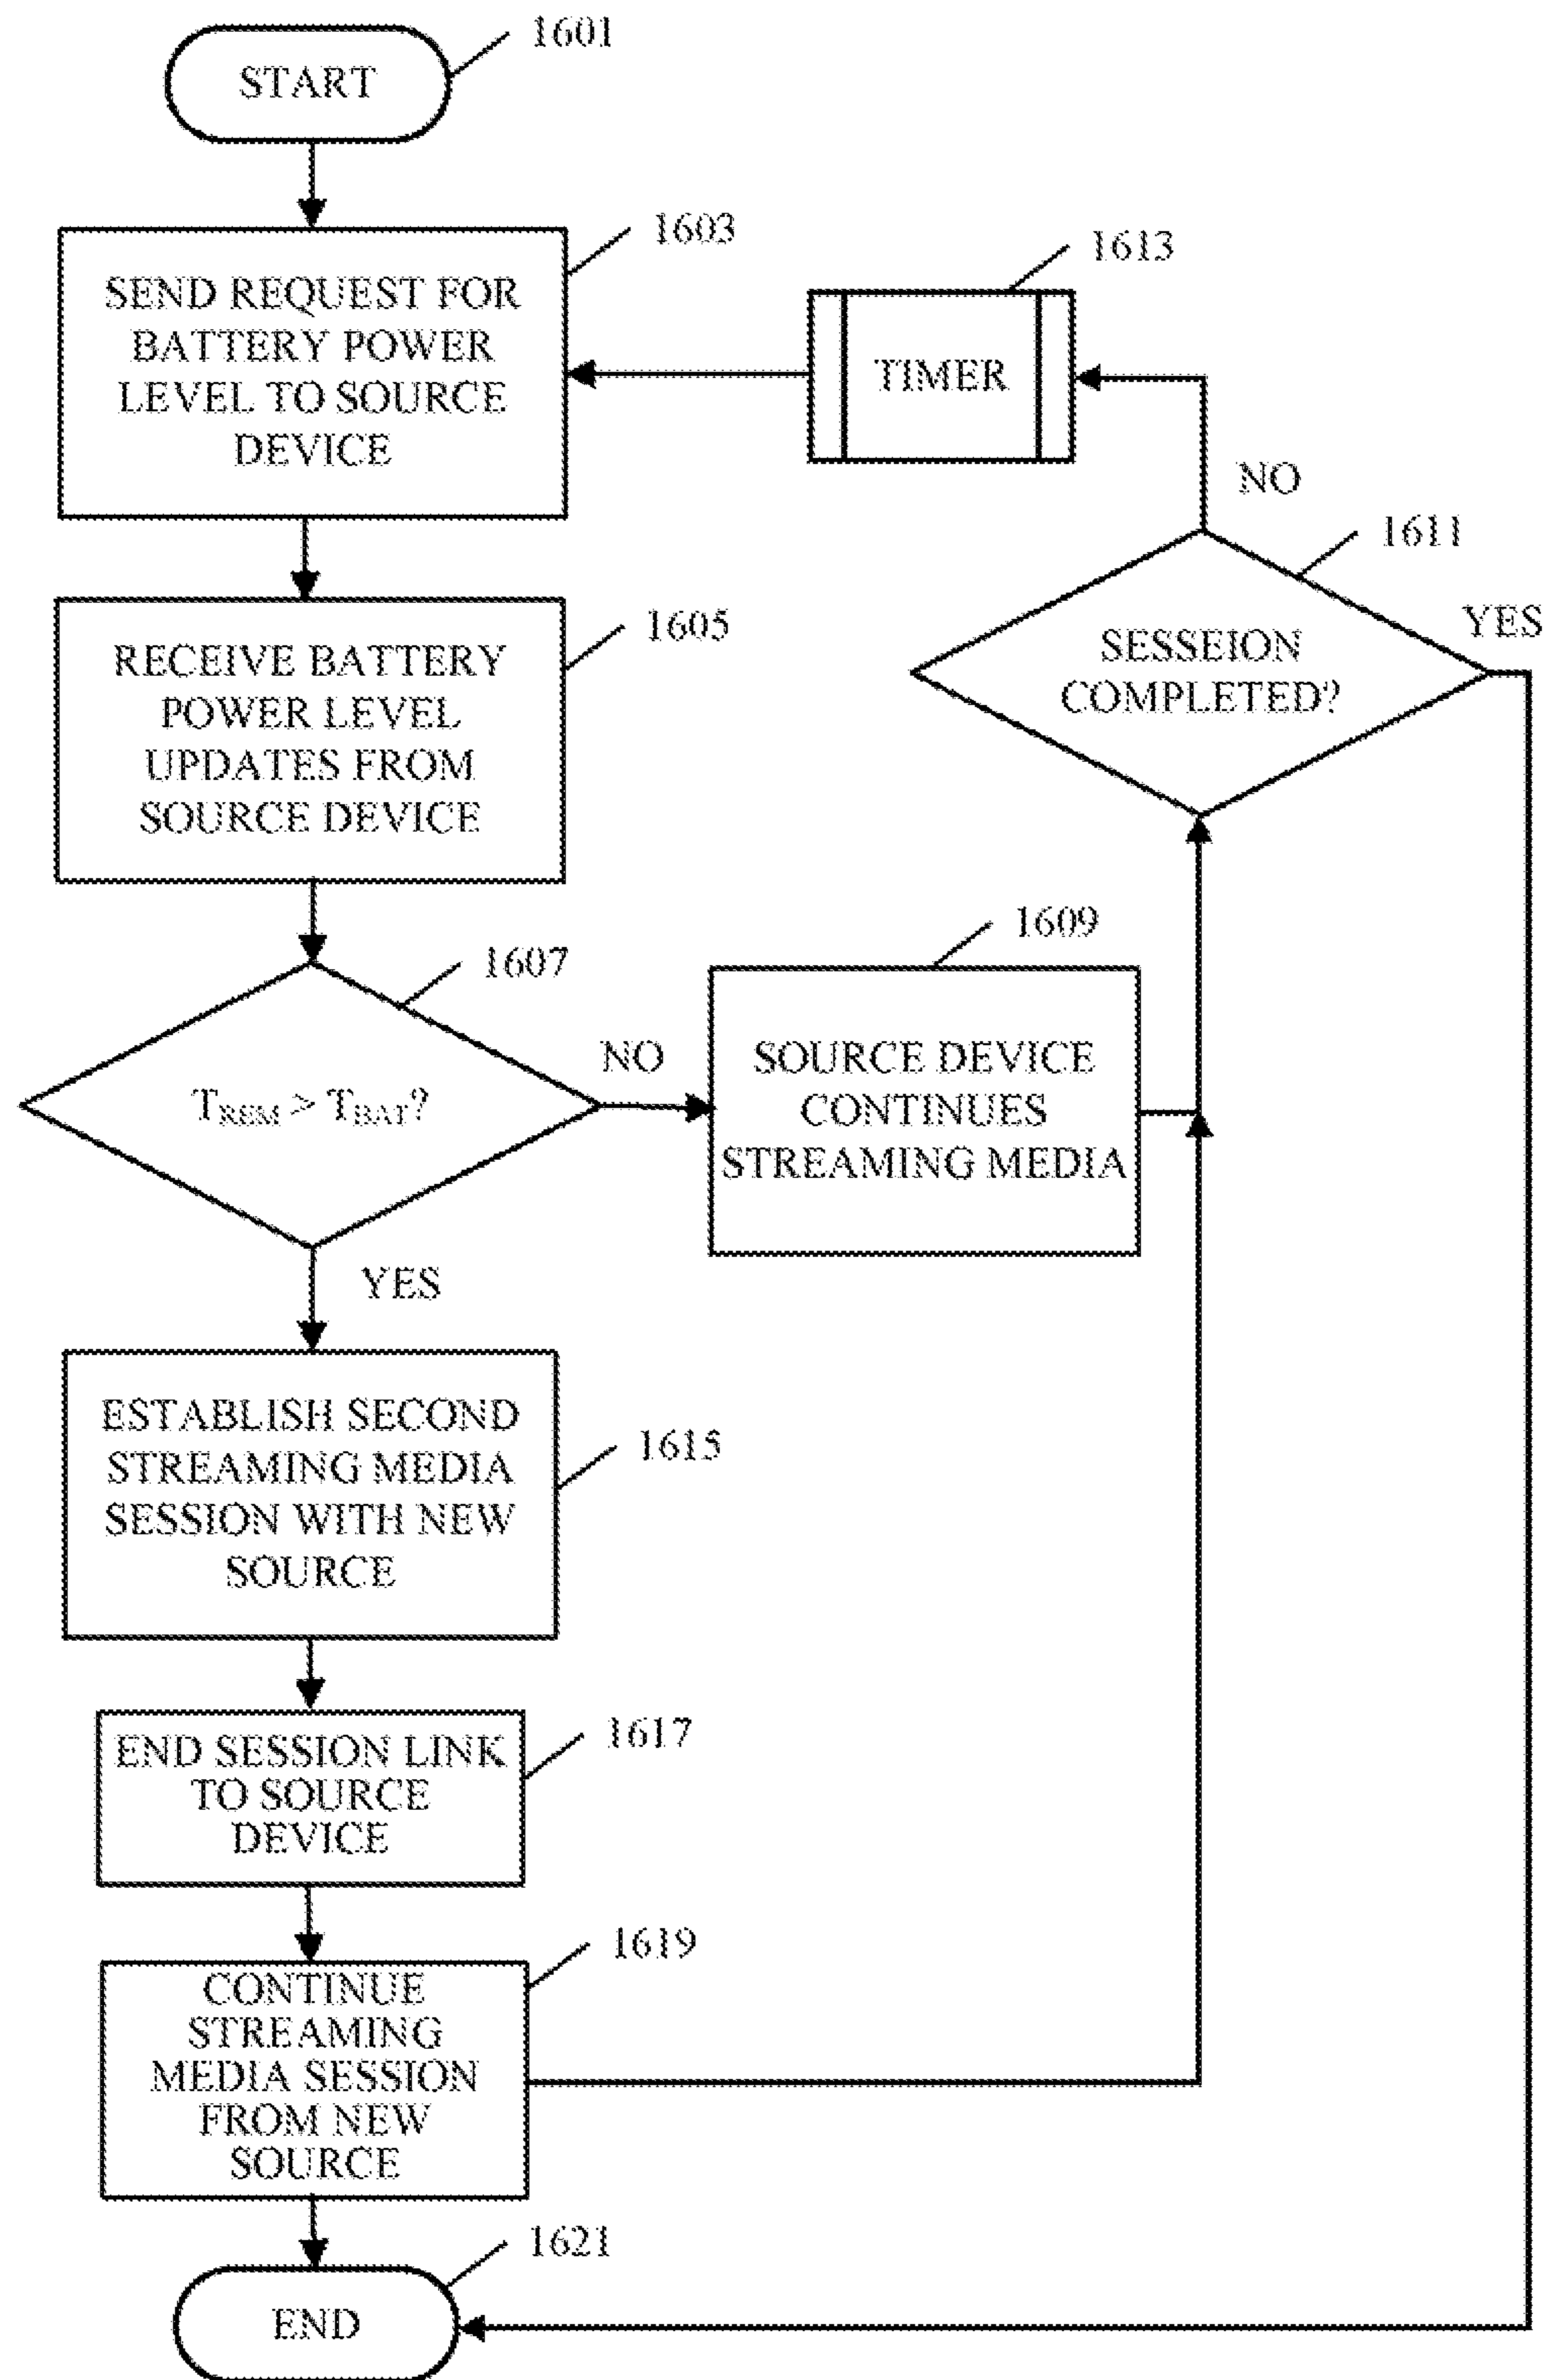 1601
START
1603
SEND REQUEST FOR
BATTERY POWER
LEVEL TO SOURCE
DEVICE
1613
TIMER
NO
1611
YES
SESSEION
COMPLETED?
1605
RECEIVE BATTERY
POWER LEVEL
UPDATES FROM
SOURCE DEVICE
1607
TREM > TBAT?
NO
1609
SOURCE DEVICE
CONTINUES
STREAMING MEDIA
YES
1615
ESTABLISH SECOND
STREAMING MEDIA
SESSION WITH NEW
SOURCE
1617
END SESSION LINK
TO SOURCE
DEVICE
1619
CONTINUE
STREAMING
MEDIA SESSION
FROM NEW
SOURCE
1621
END